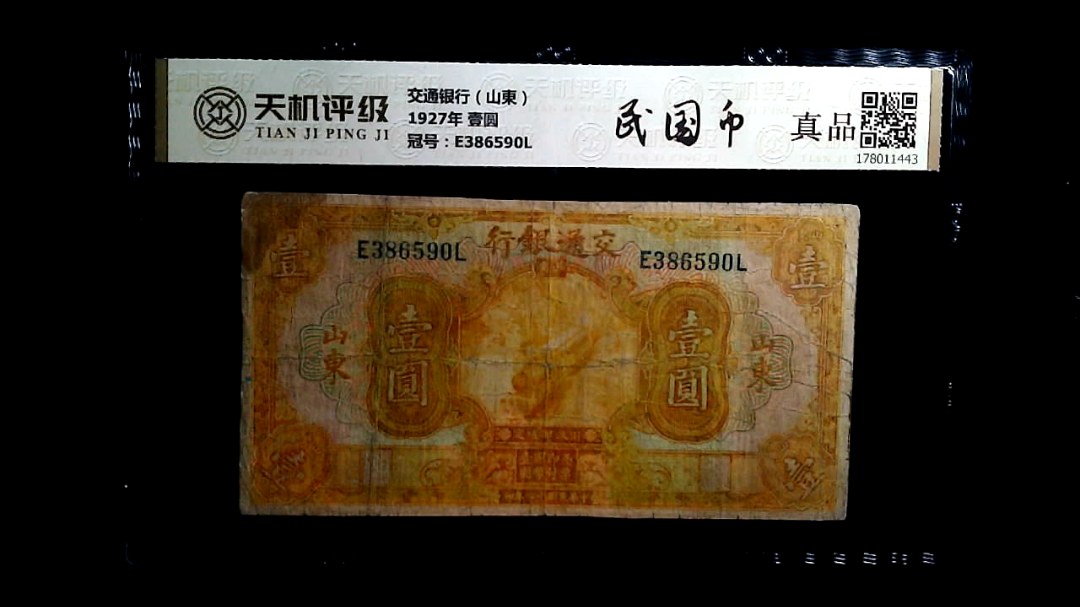 天机评级
TIAN JI PING JI
交通银行（山東）
1927年 壹圆
冠号：E386590L
民国币
真品
178011443
行銀通交
壹
E386590L
E386590L
壹
山東
壹圓
壹圓
山東
壹
壹